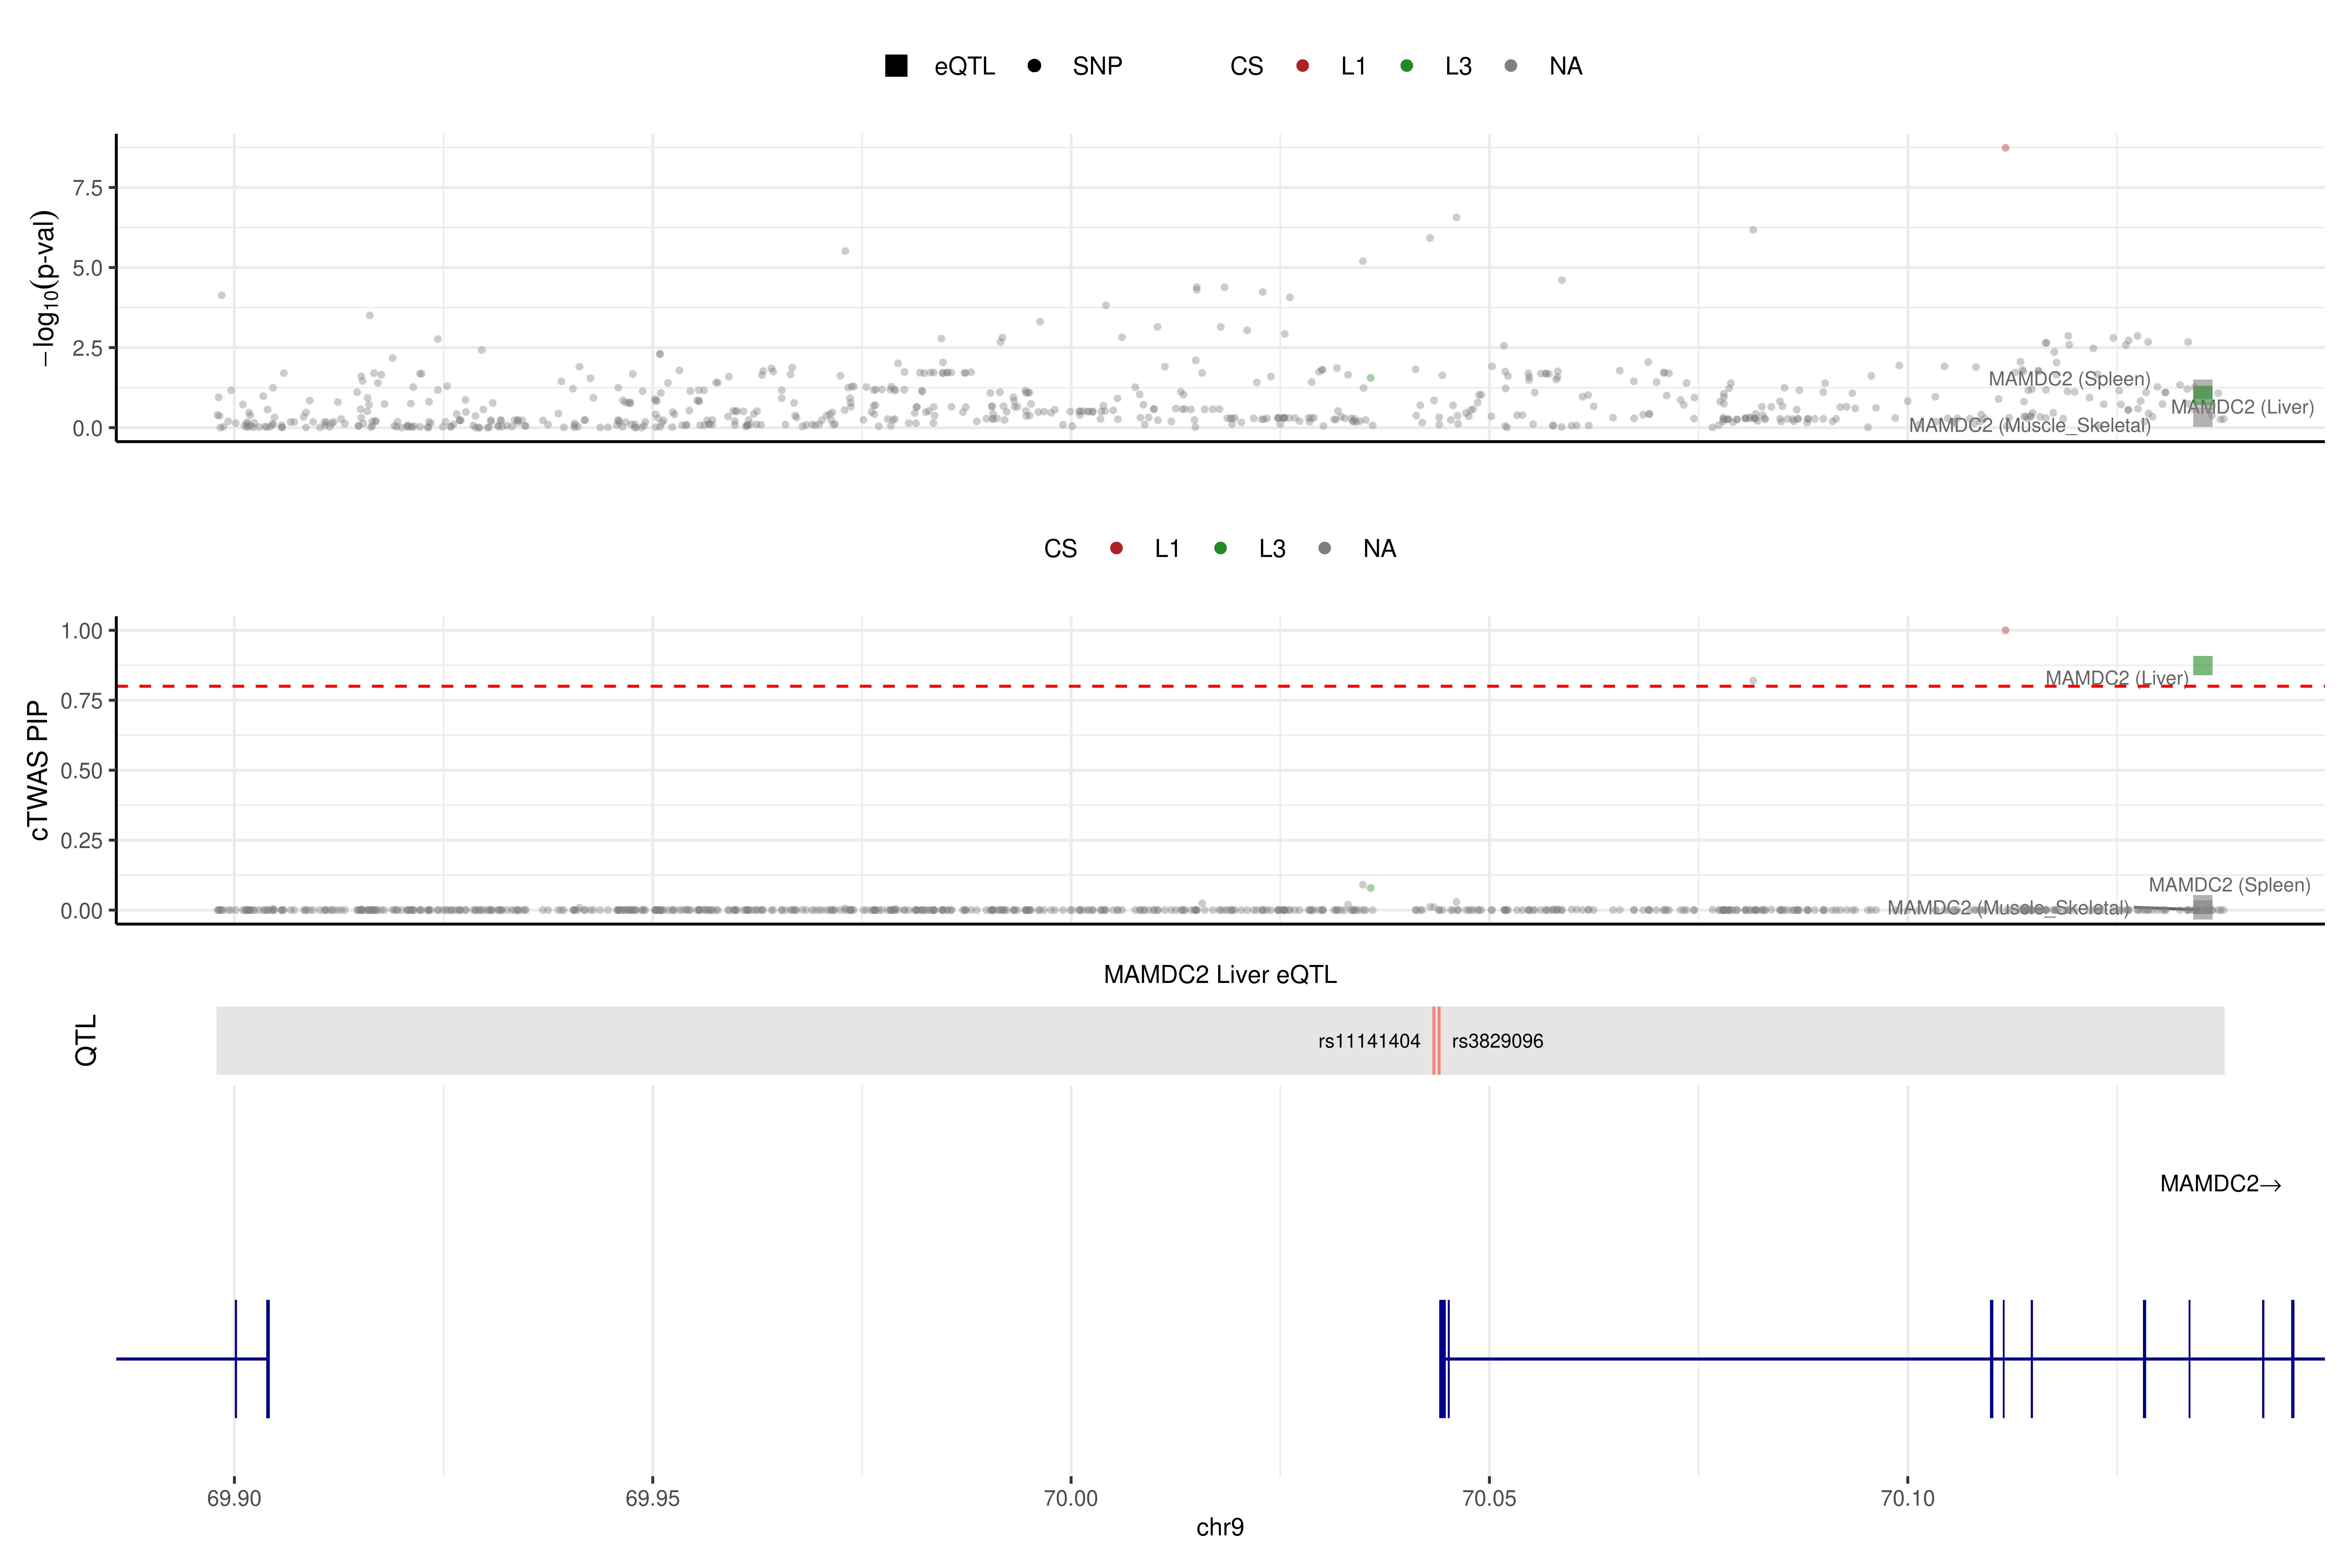 eQTL SNP CS L1 L3 NA
−log10(p-val)
7.5
5.0
2.5
0.0
MAMDC2 (Spleen)
MAMDC2 (Liver)
MAMDC2 (Muscle_Skeletal)
CS L1 L3 NA
cTWAS PIP
1.00
0.75
0.50
0.25
0.00
MAMDC2 (Liver)
MAMDC2 (Spleen)
MAMDC2 (Muscle_Skeletal)
MAMDC2 Liver eQTL
QTL
rs11141404 rs3829096
MAMDC2→
69.90 69.95 70.00 70.05 70.10
chr9